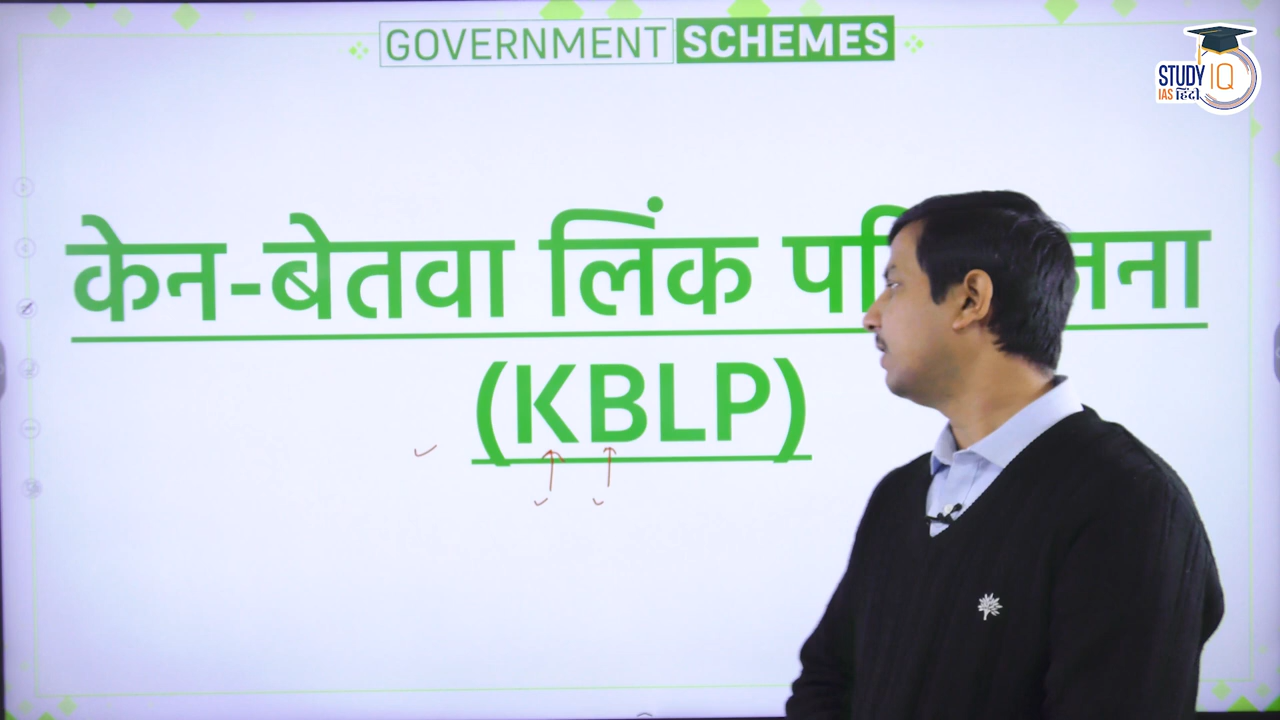 GOVERNMENT SCHEMES
STUDY IQ
IAS हिंदी
केन-बेतवा लिंक
(KBLP)